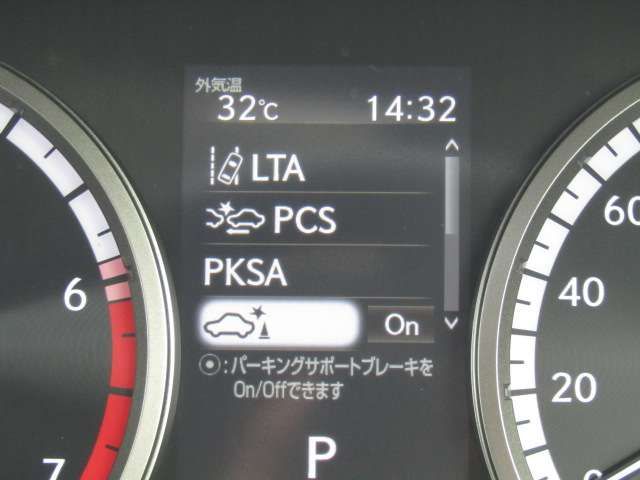 外気温
32℃ 14:32
LTA
PCS
PKSA
On
:パーキングサポートブレーキを
On/Offできます
P
6
7
60
40
20
0